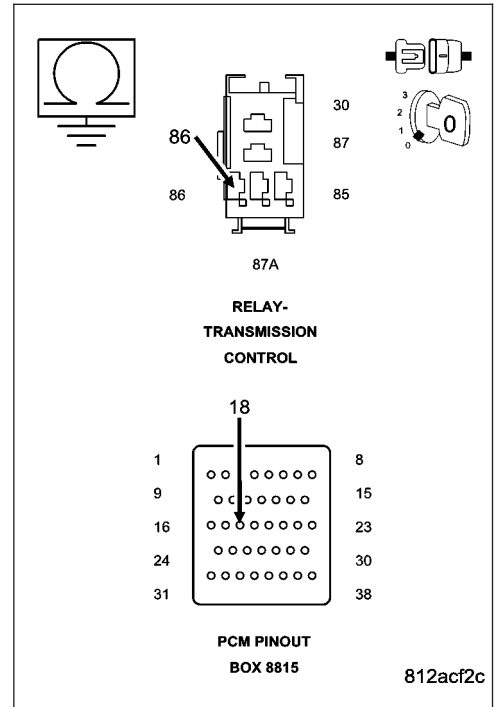 3
2
1
0
0
30
86
87
86
85
87A
RELAY-
TRANSMISSION
CONTROL
18
1 8
9 15
16 23
24 30
31 38
PCM PINOUT
BOX 8815
812acf2c